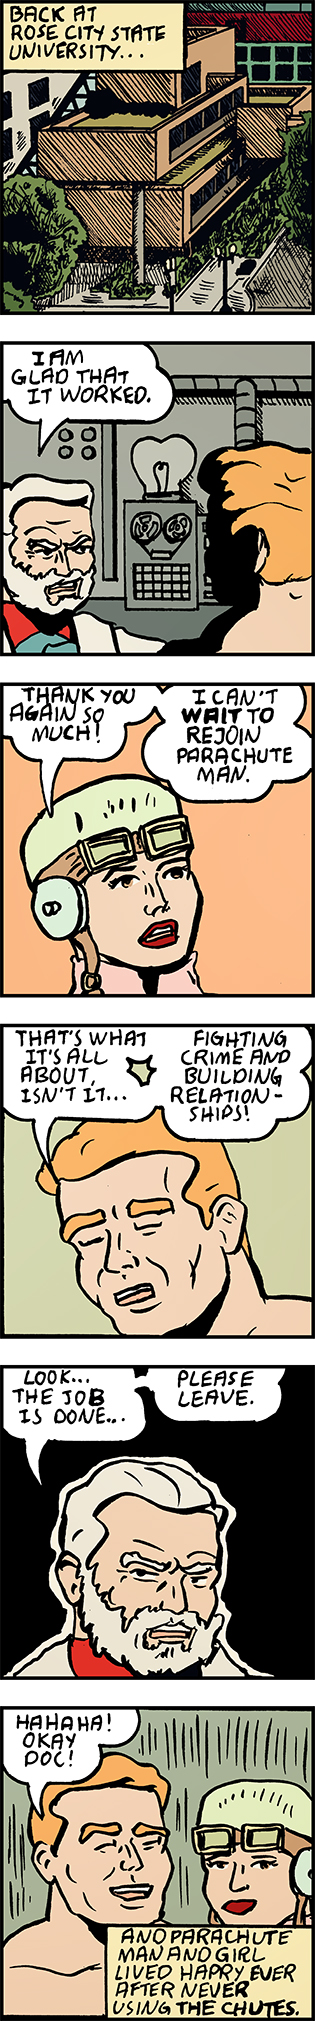 BACK AT
ROSE CITY STATE
UNIVERSITY...
I AM
GLAD THAT
IT WORKED.
THANK YOU
AGAIN SO
MUCH!
I CAN'T
WAIT TO
REJOIN
PARACHUTE
MAN.
THAT'S WHAT
IT'S ALL
ABOUT,
ISN'T IT...
FIGHTING
CRIME AND
BUILDING
RELATION-
SHIPS!
LOOK...
THE JOB
IS DONE...
PLEASE
LEAVE.
HAHAHA!
OKAY
DOC!
AND PARACHUTE
MAN AND GIRL
LIVED HAPPY EVER
AFTER NEVER
USING THE CHUTES.